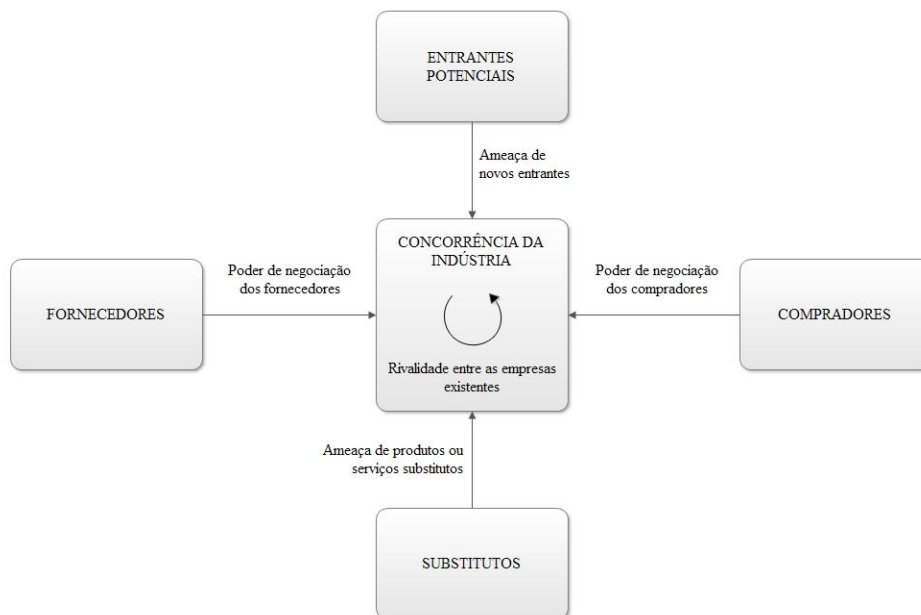 ENTRANTES
POTENCIAIS
Ameaça de
novos entrantes
CONCORRÊNCIA DA
INDÚSTRIA
Poder de negociação
dos fornecedores
Poder de negociação
dos compradores
FORNECEDORES
COMPRADORES
Rivalidade entre as empresas
existentes
Ameaça de produtos ou
serviços substitutos
SUBSTITUTOS